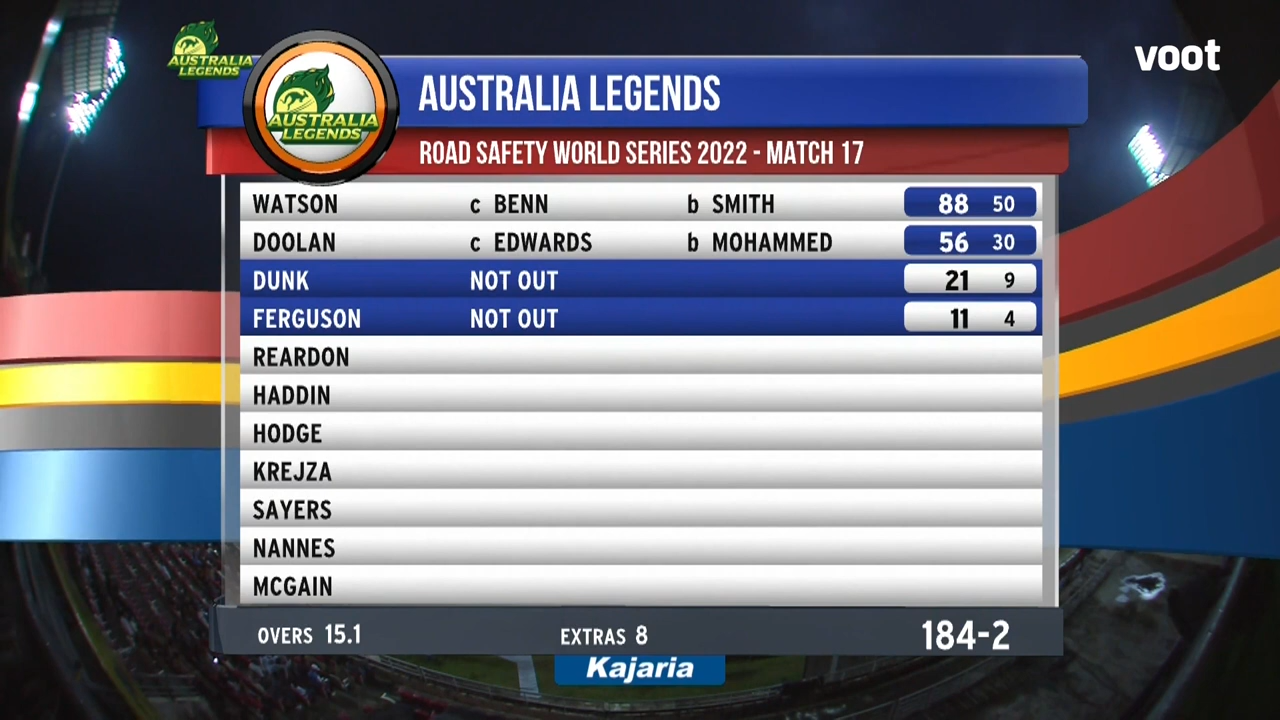 AUSTRALIA LEGENDS
voot
AUSTRALIA LEGENDS
AUSTRALIA LEGENDS
ROAD SAFETY WORLD SERIES 2022 - MATCH 17
WATSON c BENN b SMITH 88 50
DOOLAN c EDWARDS b MOHAMMED 56 30
DUNK NOT OUT 21 9
FERGUSON NOT OUT 11 4
REARDON
HADDIN
HODGE
KREJZA
SAYERS
NANNES
MCGAIN
OVERS 15.1 EXTRAS 8 184-2
Kajaria